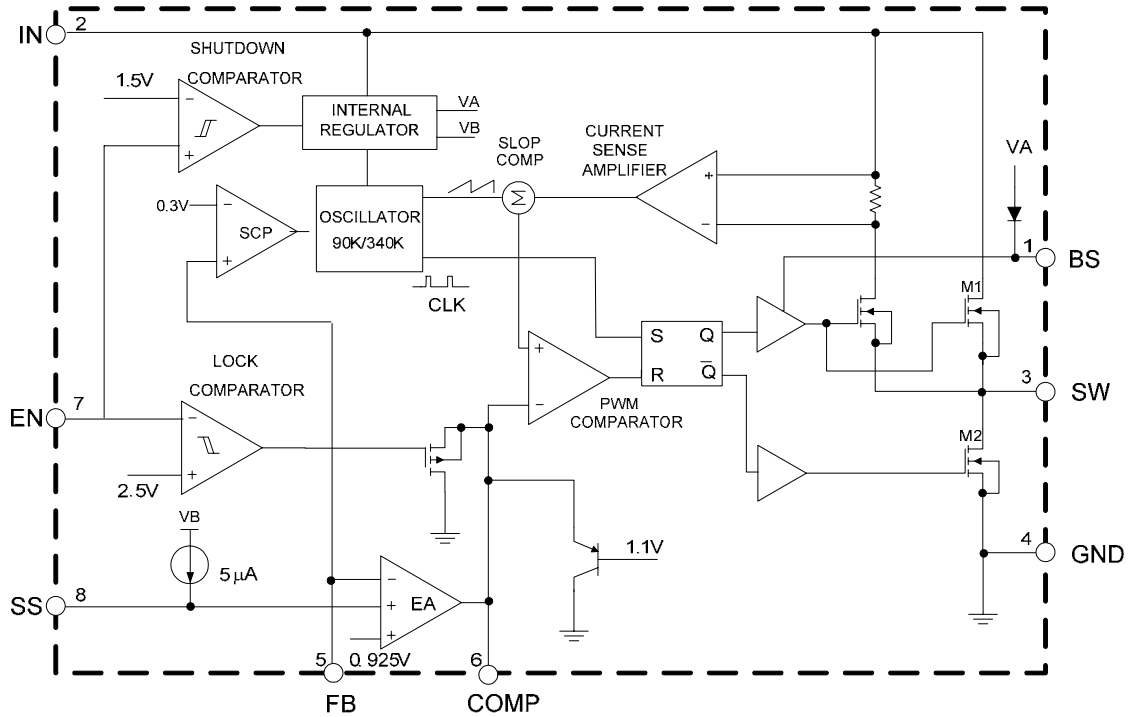 IN
2
SHUTDOWN
COMPARATOR
1.5V
−
+
INTERNAL
REGULATOR
VA
VB
SLOP
COMP
Σ
CURRENT
SENSE
AMPLIFIER
+
−
VA
0.3V
−
SCP
+
OSCILLATOR
90K/340K
CLK
1
BS
M1
S Q
R Q̅
+
−
PWM
COMPARATOR
3
SW
LOCK
COMPARATOR
EN
7
−
+
2.5V
M2
VB
5μA
1.1V
4
GND
SS
8
−
+
+
EA
0.925V
5
FB
6
COMP